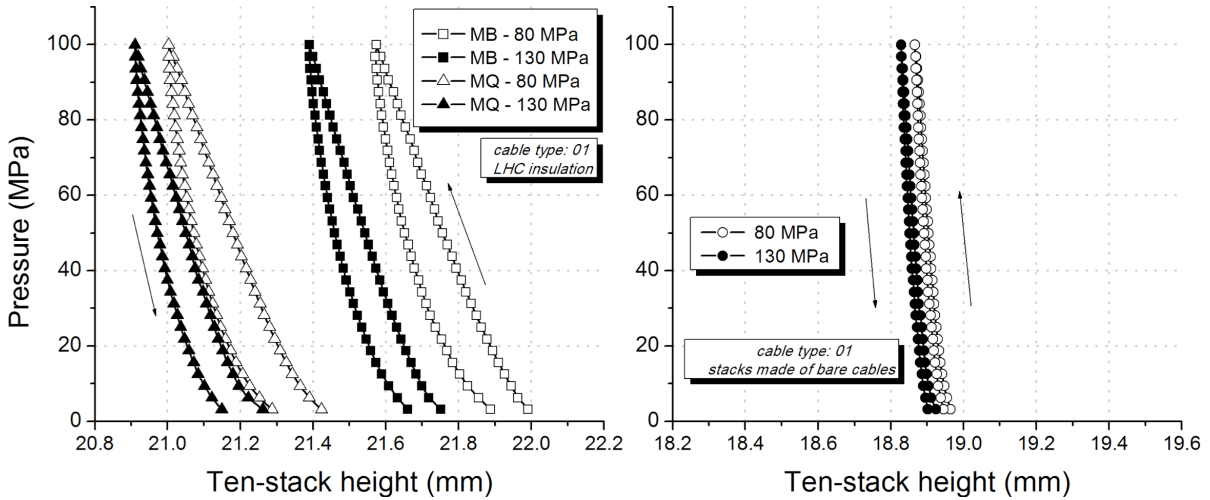 Pressure (MPa)
100
80
60
40
20
0
MB - 80 MPa
MB - 130 MPa
MQ - 80 MPa
MQ - 130 MPa
cable type: 01
LHC insulation
20.8 21.0 21.2 21.4 21.6 21.8 22.0 22.2
Ten-stack height (mm)
100
80
60
40
20
0
80 MPa
130 MPa
cable type: 01
stacks made of bare cables
18.2 18.4 18.6 18.8 19.0 19.2 19.4 19.6
Ten-stack height (mm)